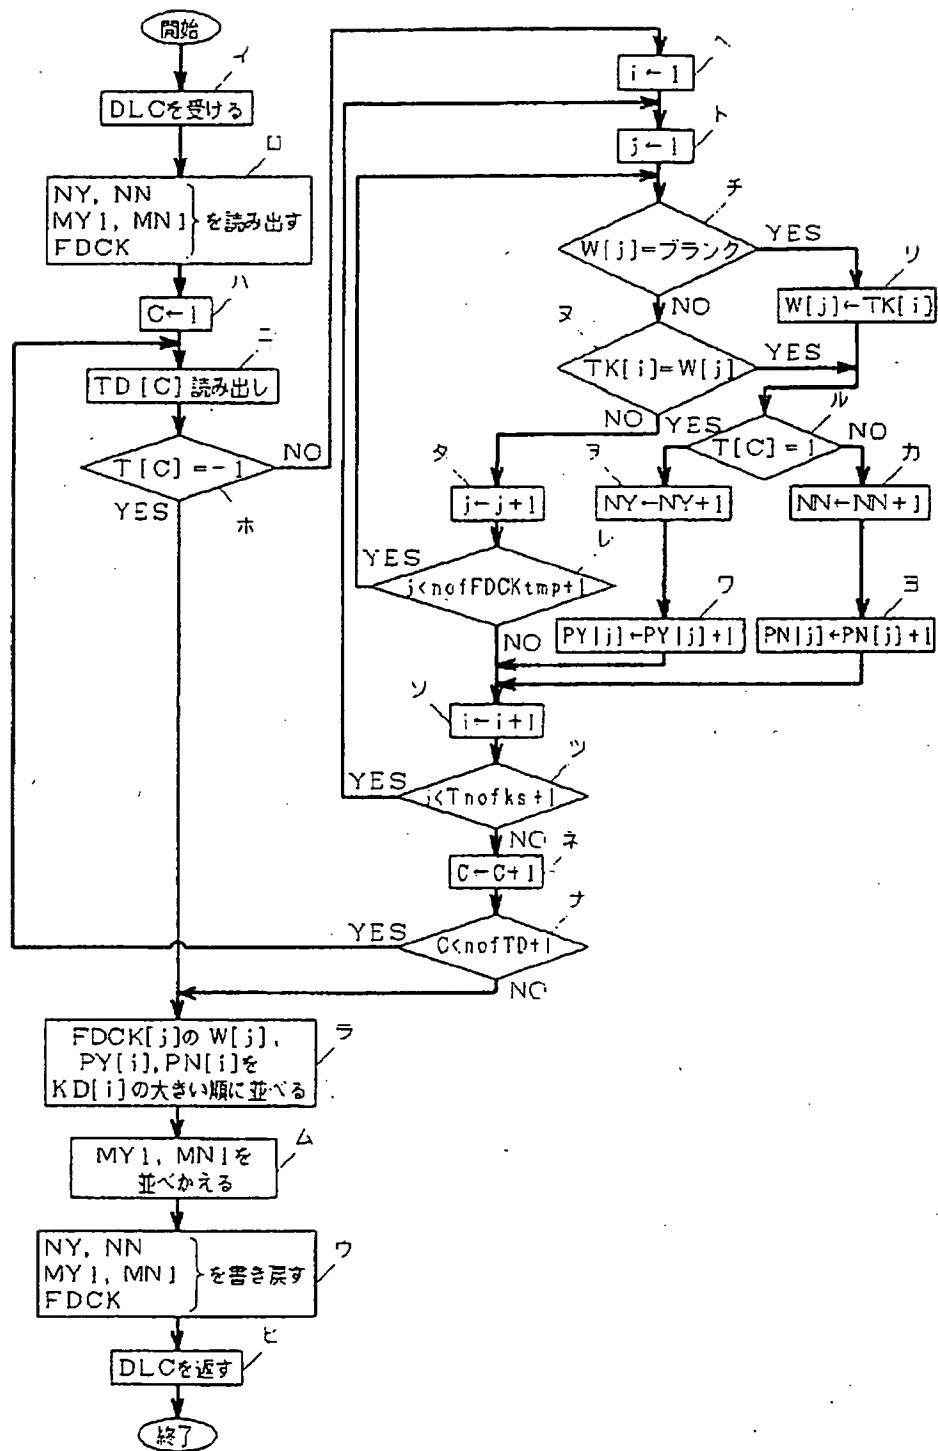 開始
イ
DLCを受ける
ロ
NY, NN
MY1, MN1
FDCK
を読み出す
ハ
C←1
ニ
TD[C]読み出し
T[C]=-1
NO
YES
ホ
ヘ
i←1
ト
j←1
チ
W[j]=ブランク
YES
リ
W[j]←TK[i]
NO
ヌ
TK[i]=W[j]
YES
NO
ル
YES
T[C]=1
NO
タ
j←j+1
ヲ
NY←NY+1
カ
NN←NN+1
レ
YES
j<nofFDCKtmp+1
NO
ワ
PY[j]←PY[j]+1
ヨ
PN[j]←PN[j]+1
ソ
i←i+1
ツ
YES
i<Tnofks+1
NO
ネ
C←C+1
ナ
YES
C<nofTD+1
NO
FDCK[j]の W[j],
PY[i], PN[i]を
KD[i]の大きい順に並べる
ラ
MY1, MN1を
並べかえる
ム
NY, NN
MY1, MN1
FDCK
を書き戻す
ウ
ヒ
DLCを返す
終了